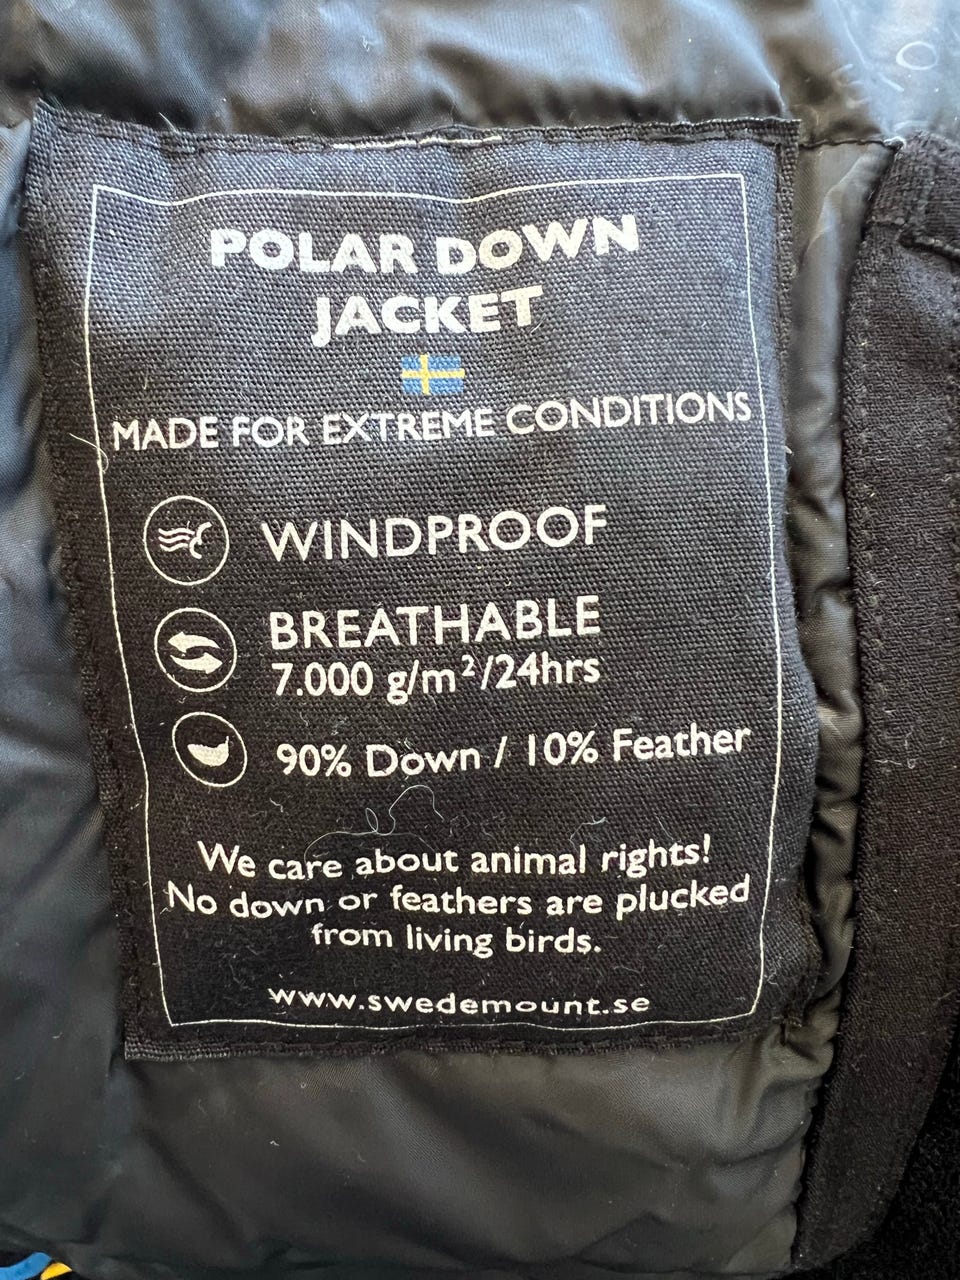 POLAR DOWN
JACKET
MADE FOR EXTREME CONDITIONS
WINDPROOF
BREATHABLE
7.000 g/m²/24hrs
90% Down / 10% Feather
We care about animal rights!
No down or feathers are plucked
from living birds.
www.swedemount.se